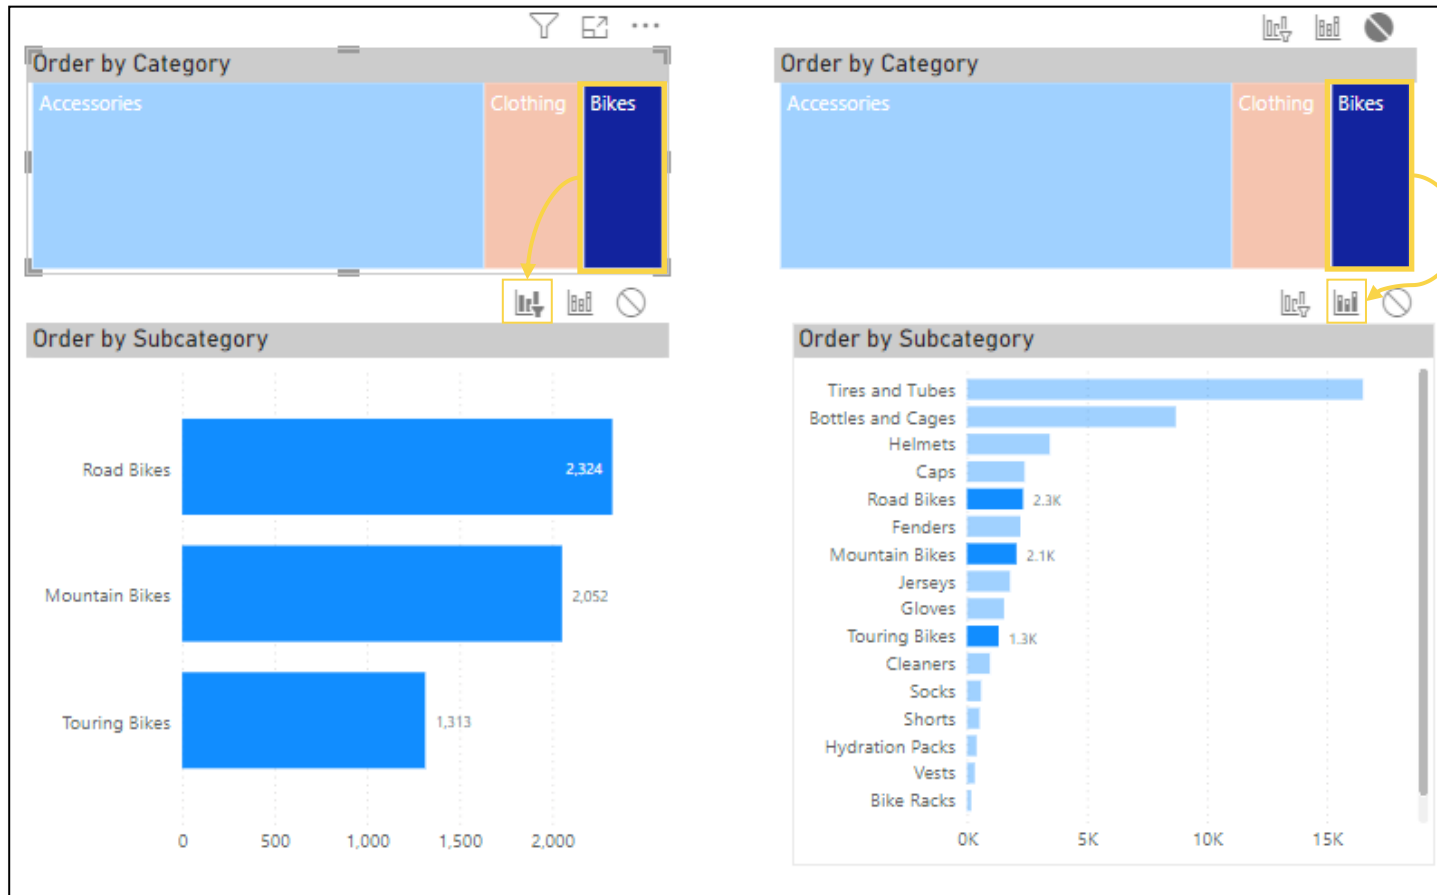 Order by Category
Accessories
Clothing
Bikes
Order by Subcategory
Road Bikes
2,324
Mountain Bikes
2,052
Touring Bikes
1,313
0
500
1,000
1,500
2,000
Order by Category
Accessories
Clothing
Bikes
Order by Subcategory
Tires and Tubes
Bottles and Cages
Helmets
Caps
Road Bikes
2.3K
Fenders
Mountain Bikes
2.1K
Jerseys
Gloves
Touring Bikes
1.3K
Cleaners
Socks
Shorts
Hydration Packs
Vests
Bike Racks
0K
5K
10K
15K